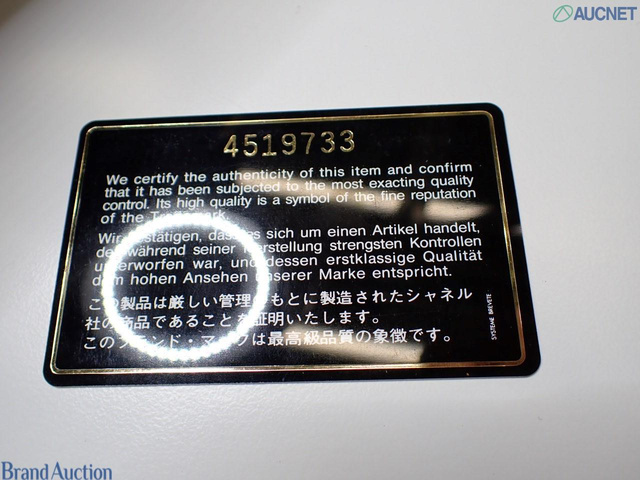 AUCNET
4519733
We certify the authenticity of this item and confirm
that it has been subjected to the most exacting quality
control. Its high quality is a symbol of the fine reputation
of the Trademark.
Wir bestätigen, dass es sich um einen Artikel handelt,
der während seiner Herstellung strengsten Kontrollen
unterworfen war, und dessen erstklassige Qualität
dem hohen Ansehen unserer Marke entspricht.
この製品は厳しい管理のもとに製造されたシャネル
社の商品であることを証明いたします。
このブランド・マークは最高級品質の象徴です。
SYSTEME BREVETE
Brand Auction